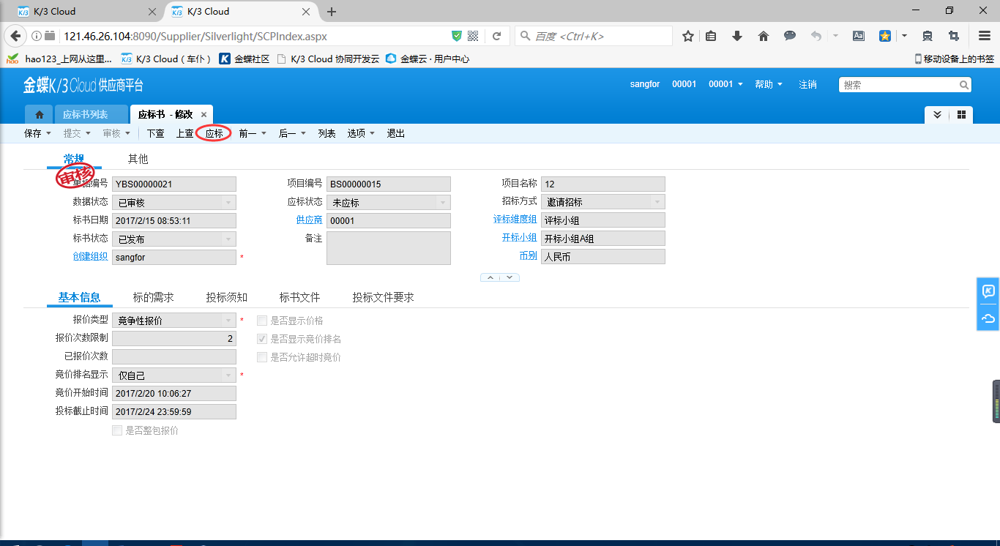 K/3 Cloud
K/3 Cloud
121.46.26.104:8090/Supplier/Silverlight/SCPIndex.aspx
百度 <Ctrl+K>
hao123_上网从这里...
K/3 Cloud（车仆）
金蝶社区
K/3 Cloud 协同开发云
金蝶云 · 用户中心
移动设备上的书签
金蝶K/3 Cloud 供应商平台
sangfor 00001 00001 帮助 注销
搜索
应标书列表
应标书 - 修改
保存 提交 审核 下查 上查 应标 前一 后一 列表 选项 退出
常规 其他
审核
单据编号 YBS00000021 项目编号 BS00000015 项目名称 12
数据状态 已审核 应标状态 未应标 招标方式 邀请招标
标书日期 2017/2/15 08:53:11 供应商 00001 评标维度组 评标小组
标书状态 已发布 备注 开标小组 开标小组A组
创建组织 sangfor * 币别 人民币
基本信息 标的需求 投标须知 标书文件 投标文件要求
报价类型 竞争性报价 * 是否显示价格
报价次数限制 2 是否显示竞价排名
已报价次数 是否允许超时竞价
竞价排名显示 仅自己 *
竞价开始时间 2017/2/20 10:06:27
投标截止时间 2017/2/24 23:59:59
是否整包报价